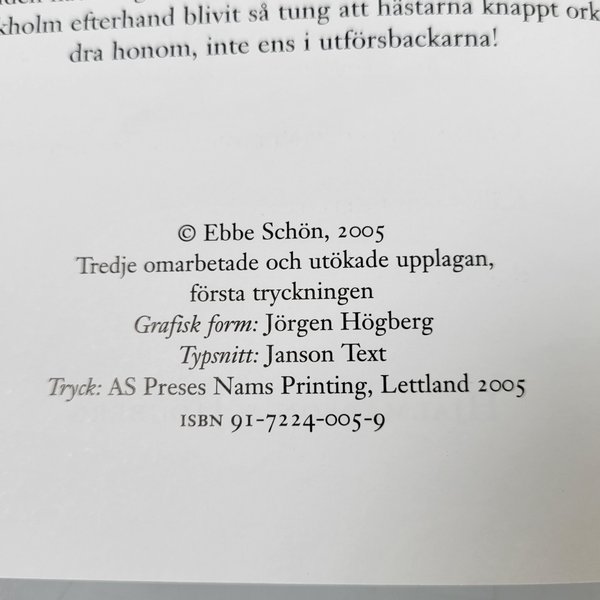 kholm efterhand blivit så tung att hästarna knappt ork
dra honom, inte ens i utförsbackarna!
© Ebbe Schön, 2005
Tredje omarbetade och utökade upplagan,
första tryckningen
Grafisk form: Jörgen Högberg
Typsnitt: Janson Text
Tryck: AS Preses Nams Printing, Lettland 2005
ISBN 91-7224-005-9